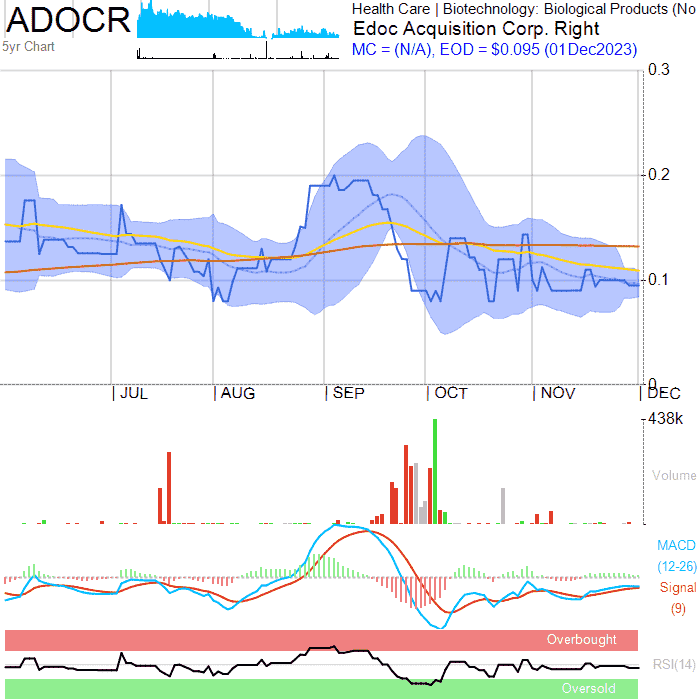 ADOCR
5yr Chart
Health Care | Biotechnology: Biological Products (No
Edoc Acquisition Corp. Right
MC = (N/A), EOD = $0.095 (01Dec2023)
0.3
0.2
0.1
0
| JUL | AUG | SEP | OCT | NOV | DEC
438k
Volume
MACD
(12-26)
Signal
(9)
Overbought
RSI(14)
Oversold